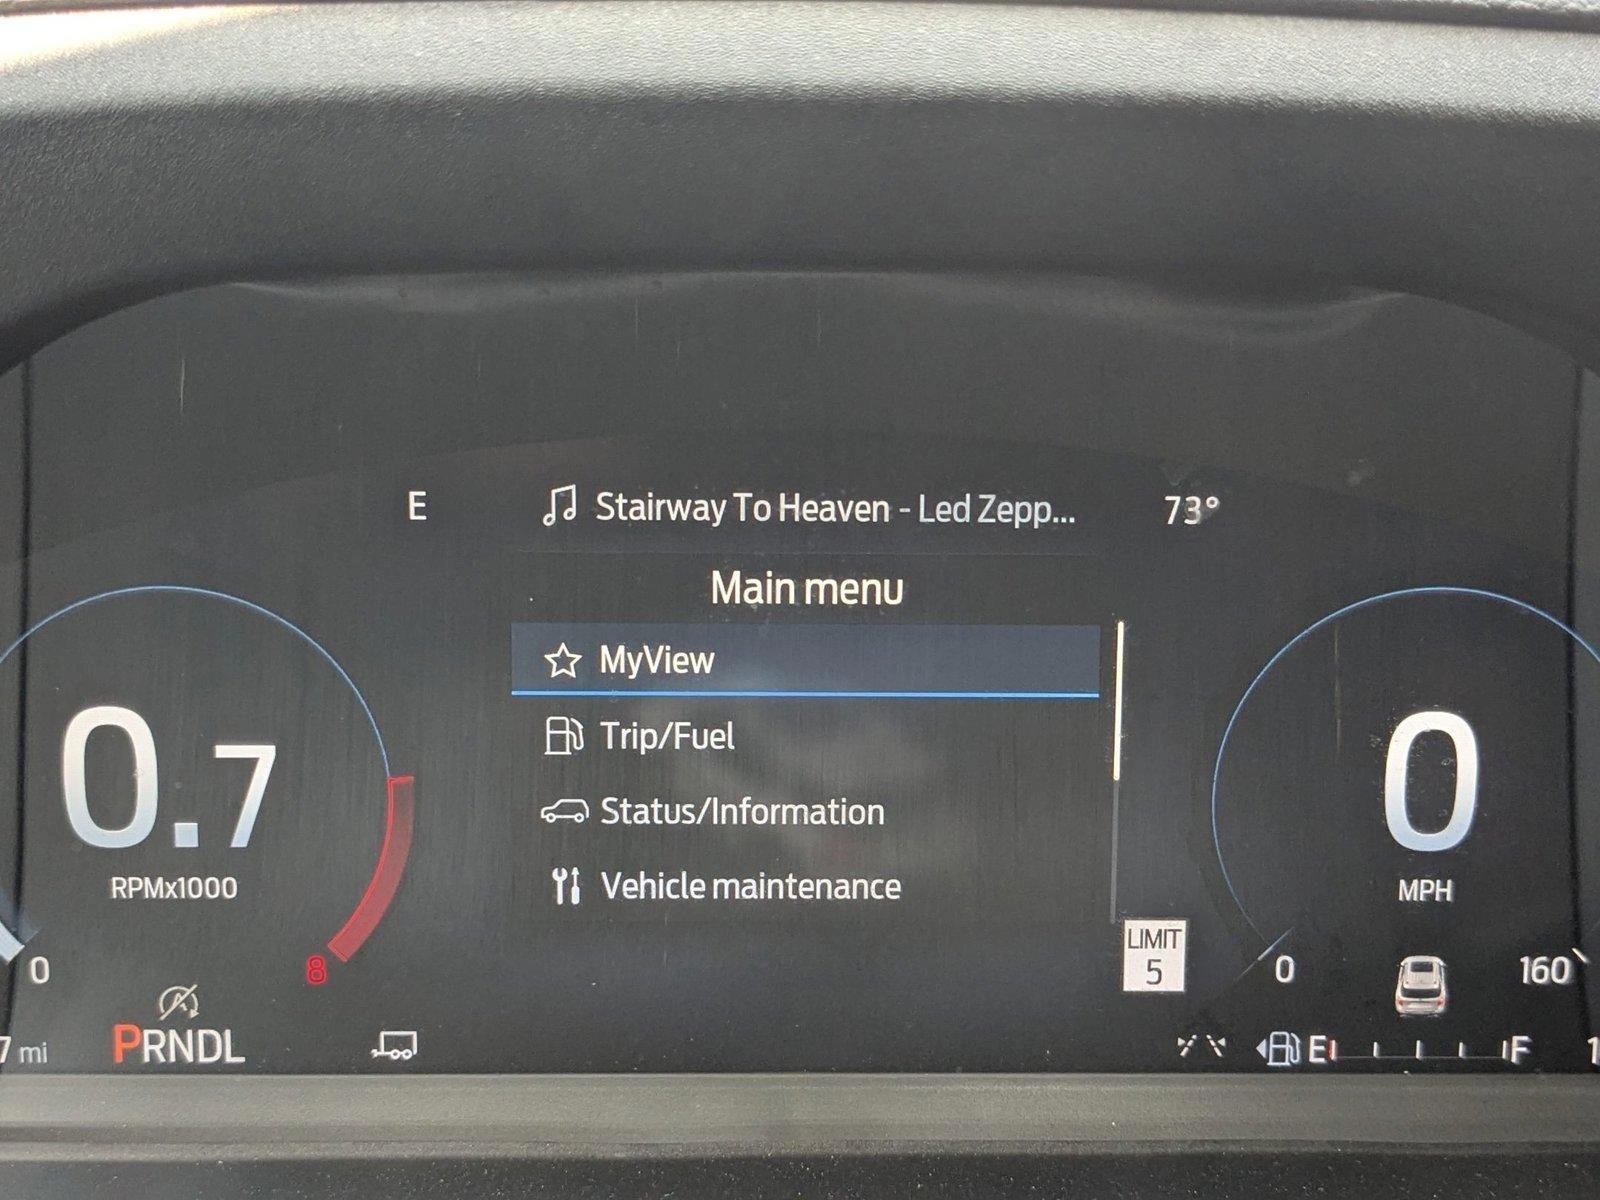 E
Stairway To Heaven - Led Zepp...
73°
Main menu
MyView
Trip/Fuel
Status/Information
Vehicle maintenance
0.7
RPMx1000
0
8
0
MPH
0
160
LIMIT
5
7 mi
PRNDL
E
F